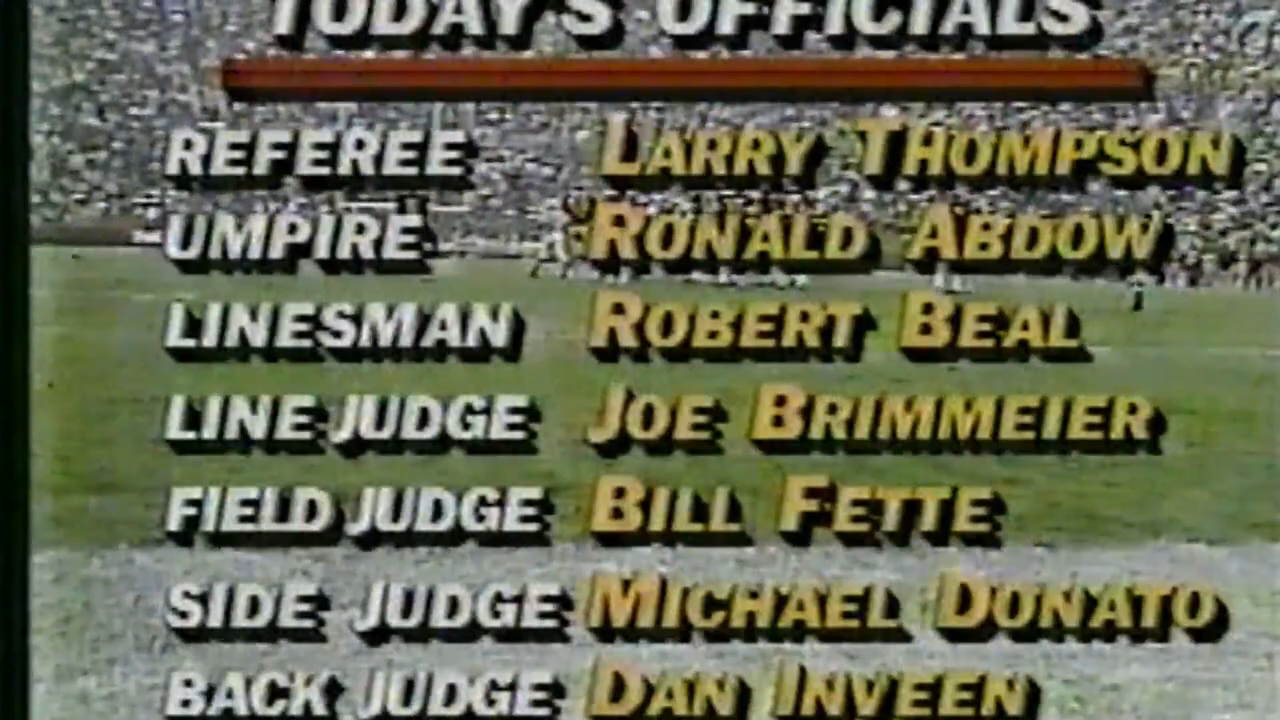 TODAY'S OFFICIALS
REFEREE LARRY THOMPSON
UMPIRE RONALD ABDOW
LINESMAN ROBERT BEAL
LINE JUDGE JOE BRIMMEIER
FIELD JUDGE BILL FETTE
SIDE JUDGE MICHAEL DONATO
BACK JUDGE DAN INVEEN